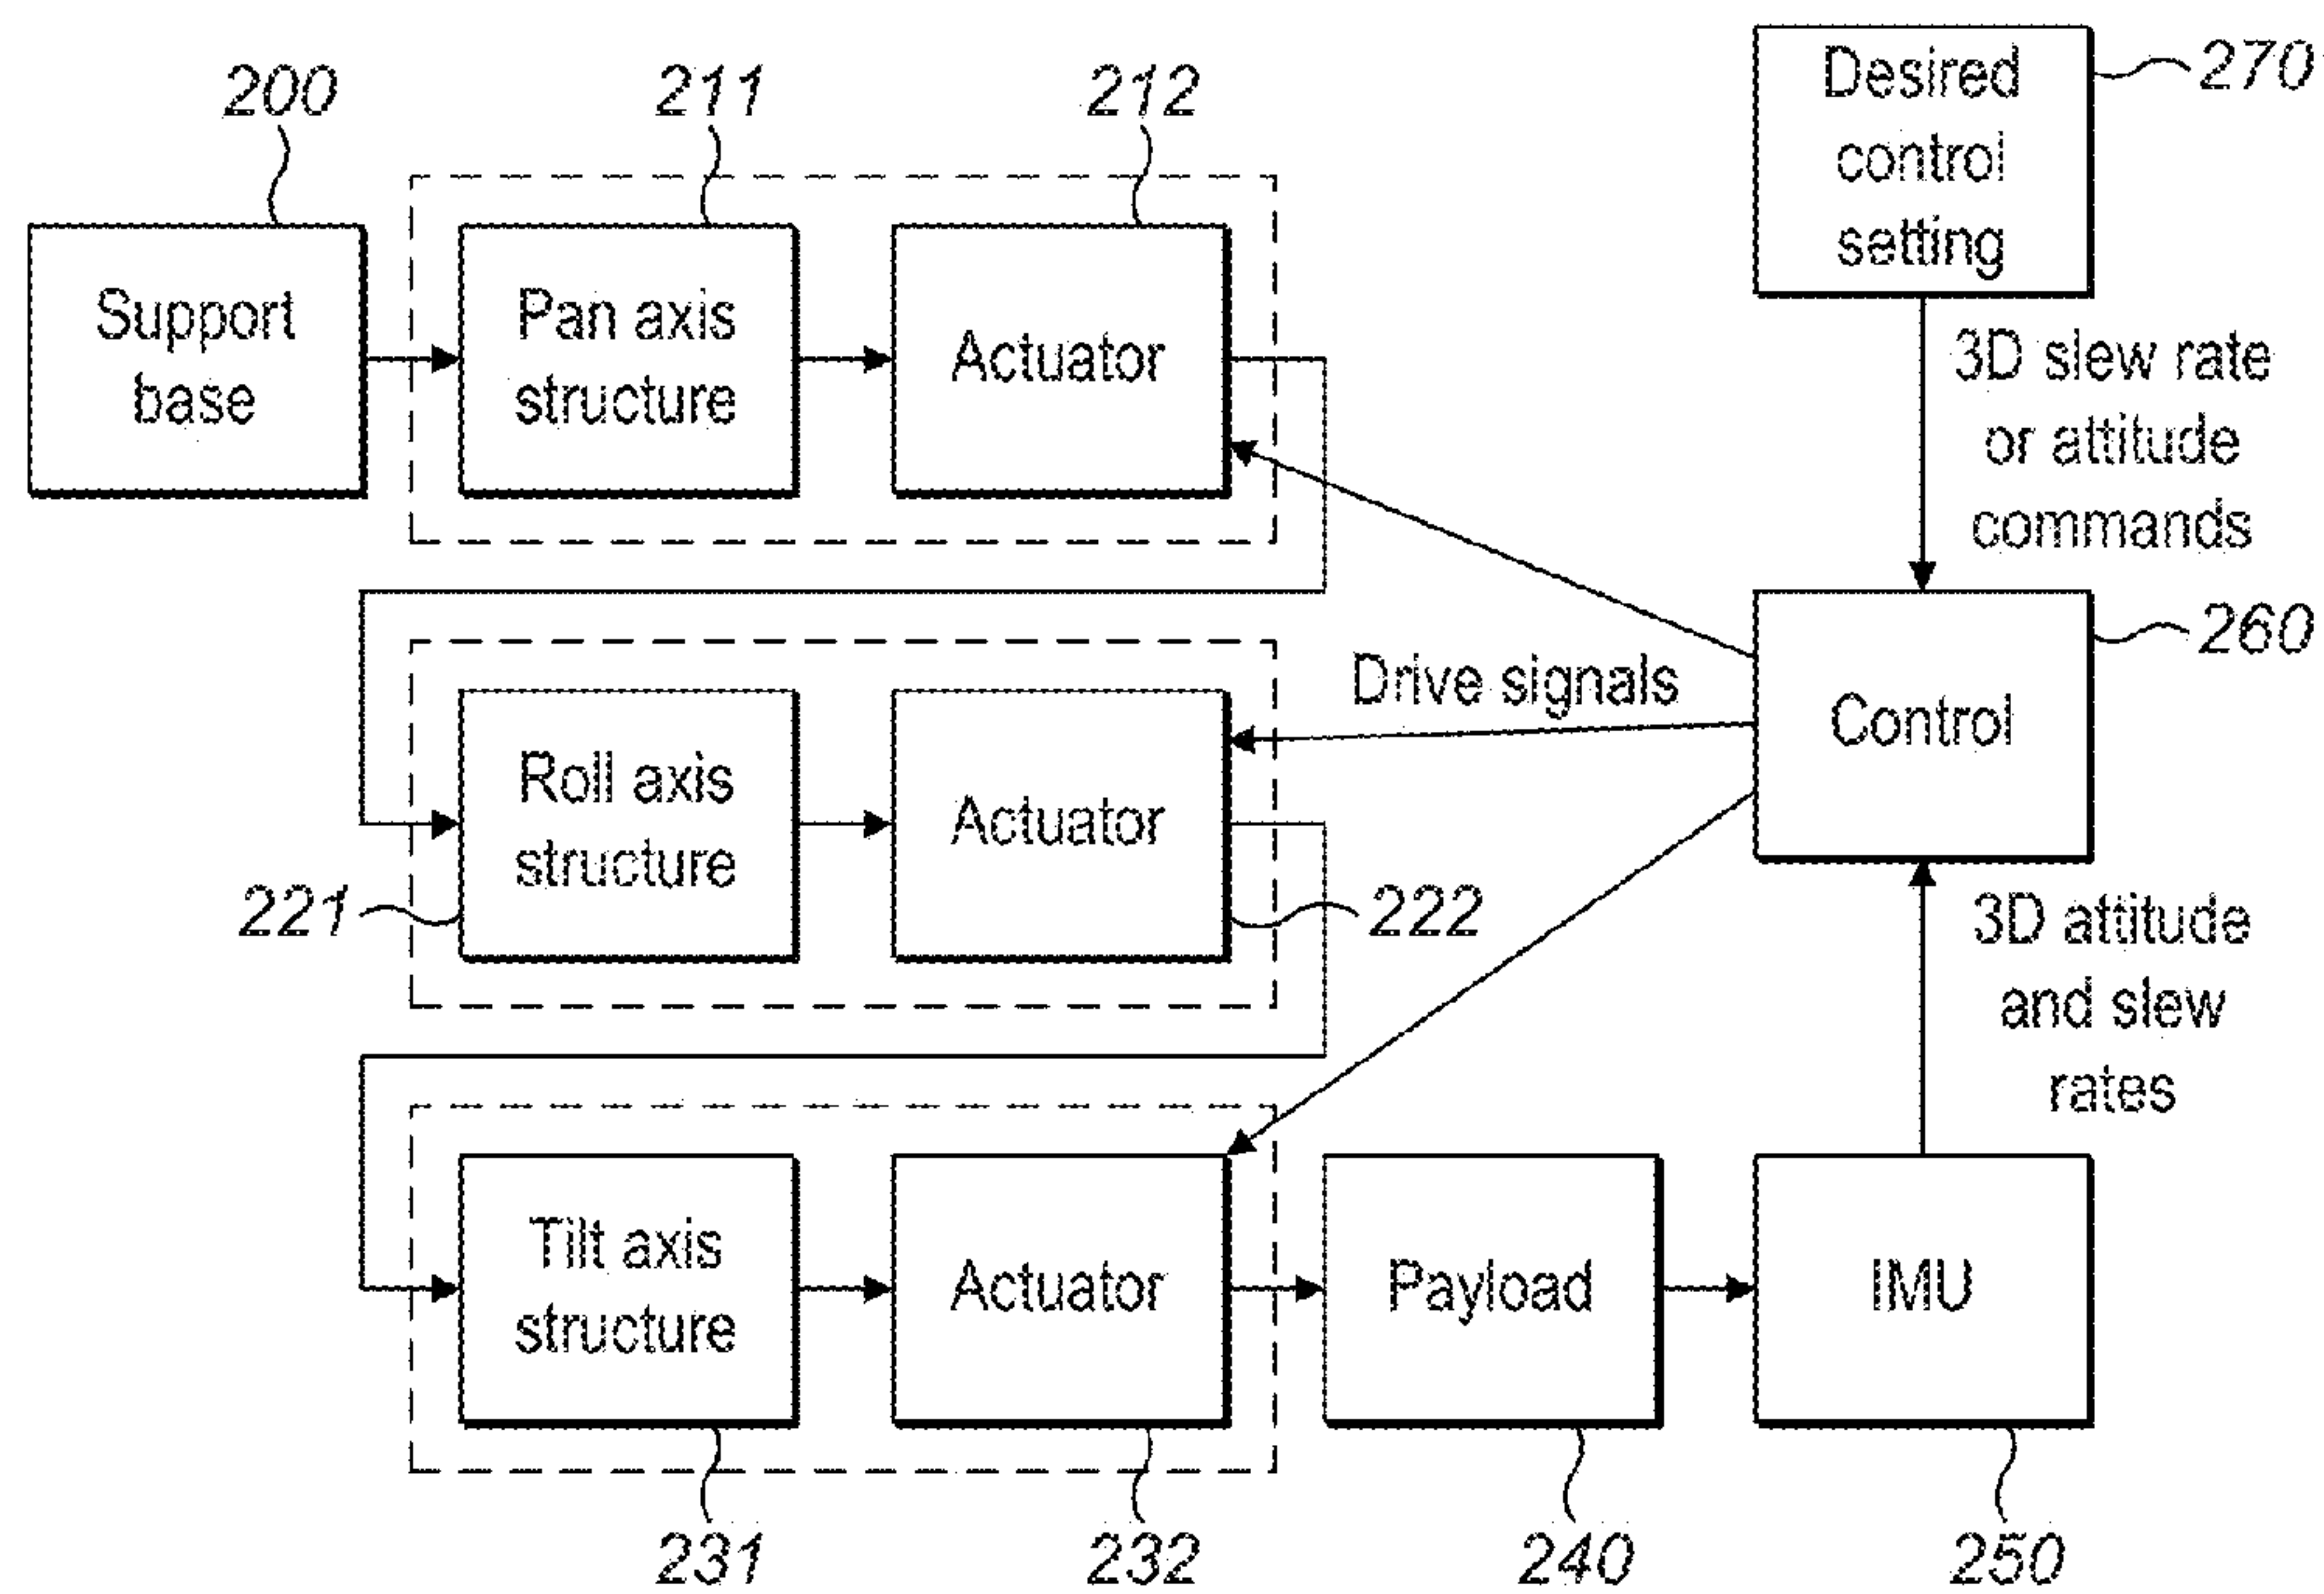 200
211
212
Desired
control
setting
270
Support
base
Pan axis
structure
Actuator
3D slew rate
or attitude
commands
Drive signals
Control
260
Roll axis
structure
Actuator
221
222
3D attitude
and slew
rates
Tilt axis
structure
Actuator
Payload
IMU
231
232
240
250